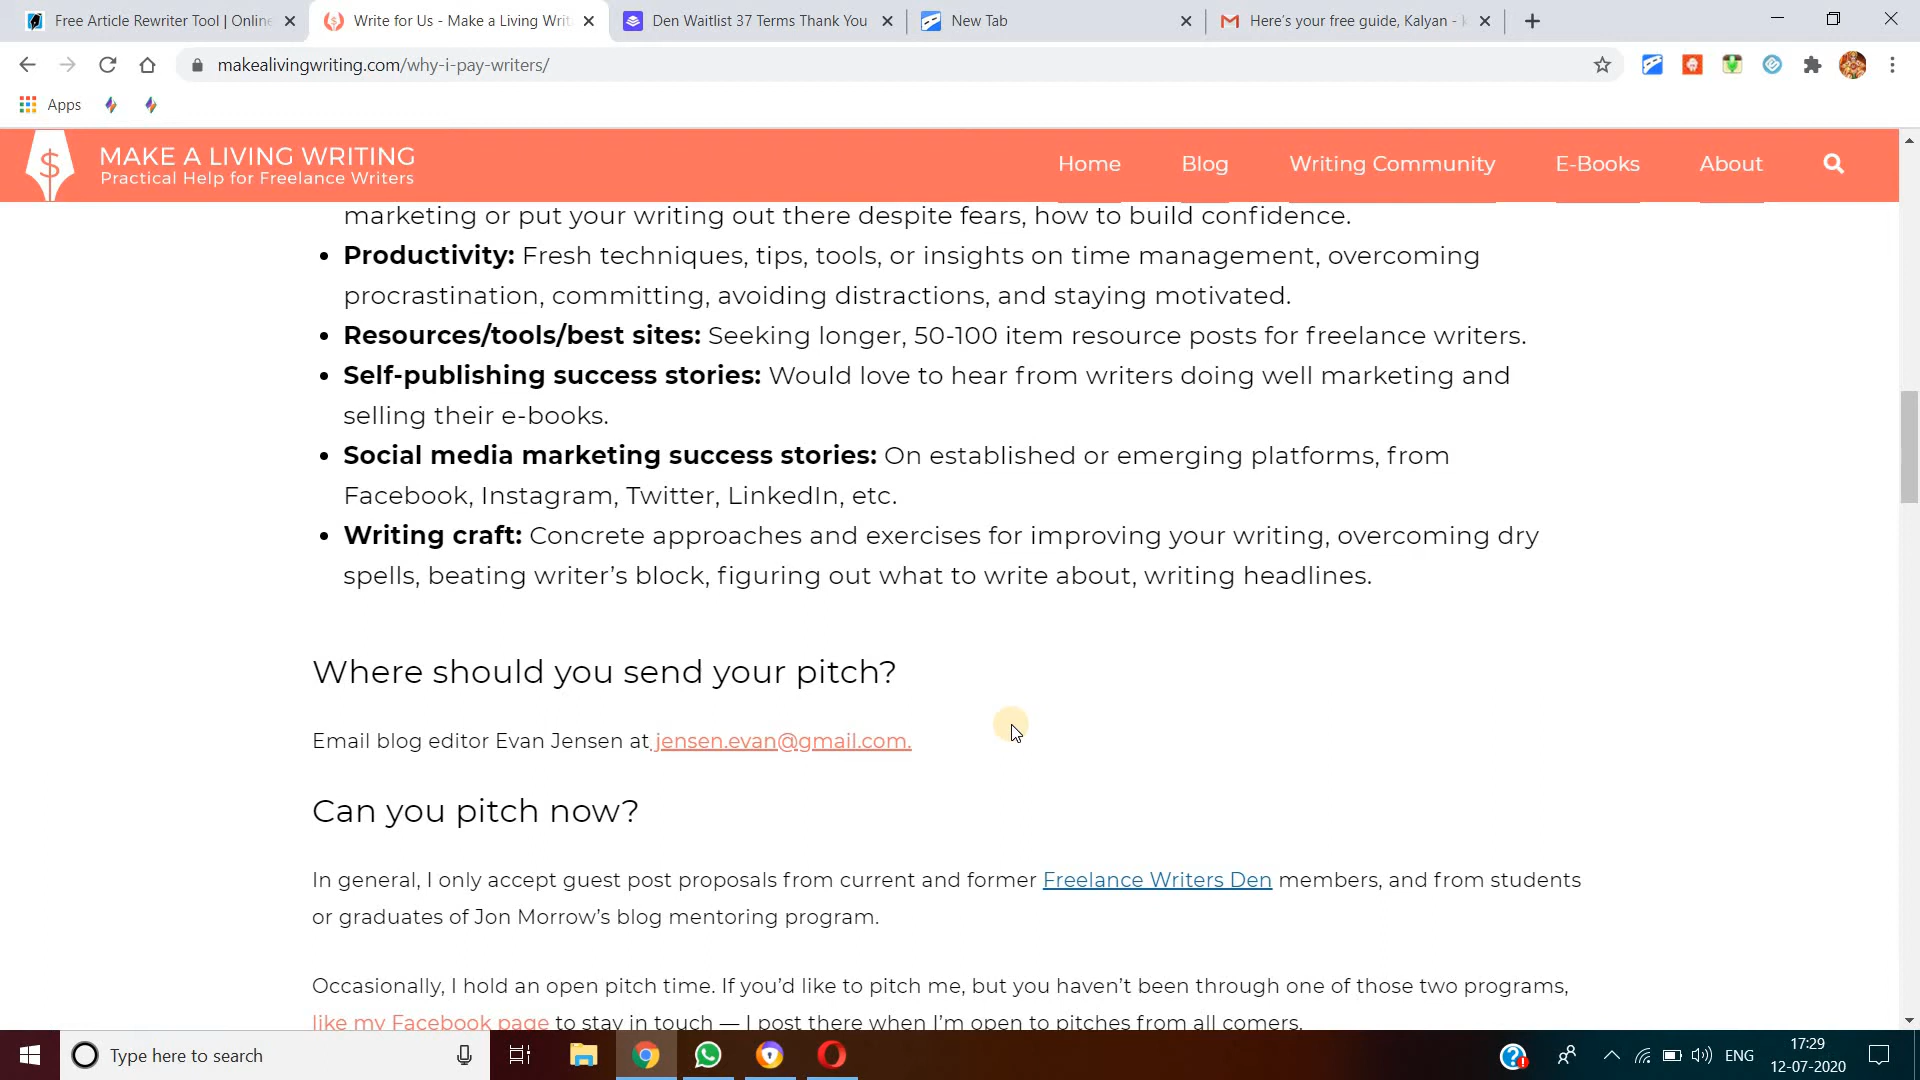 Free Article Rewriter Tool | Online
Write for Us - Make a Living Writ
Den Waitlist 37 Terms Thank You
New Tab
Here's your free guide, Kalyan -
makealivingwriting.com/why-i-pay-writers/
Apps
MAKE A LIVING WRITING
Practical Help for Freelance Writers
Home Blog Writing Community E-Books About
marketing or put your writing out there despite fears, how to build confidence.
• Productivity: Fresh techniques, tips, tools, or insights on time management, overcoming
procrastination, committing, avoiding distractions, and staying motivated.
• Resources/tools/best sites: Seeking longer, 50-100 item resource posts for freelance writers.
• Self-publishing success stories: Would love to hear from writers doing well marketing and
selling their e-books.
• Social media marketing success stories: On established or emerging platforms, from
Facebook, Instagram, Twitter, LinkedIn, etc.
• Writing craft: Concrete approaches and exercises for improving your writing, overcoming dry
spells, beating writer's block, figuring out what to write about, writing headlines.
Where should you send your pitch?
Email blog editor Evan Jensen at jensen.evan@gmail.com.
Can you pitch now?
In general, I only accept guest post proposals from current and former Freelance Writers Den members, and from students
or graduates of Jon Morrow's blog mentoring program.
Occasionally, I hold an open pitch time. If you'd like to pitch me, but you haven't been through one of those two programs,
like my Facebook page to stay in touch — I post there when I'm open to pitches from all comers.
Type here to search
ENG
17:29
12-07-2020